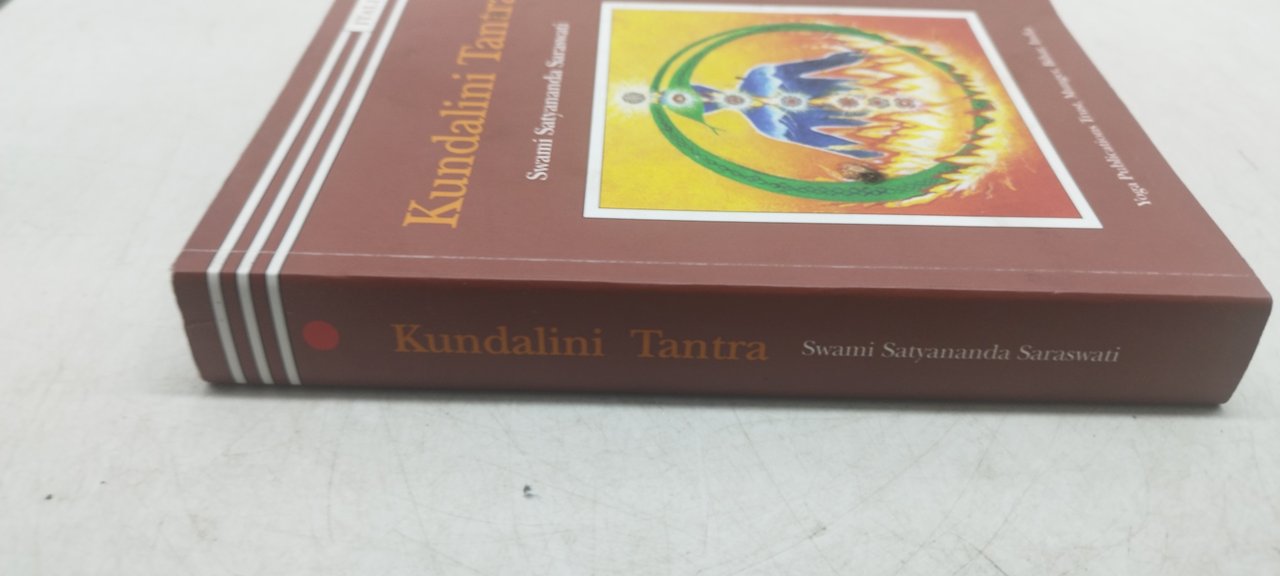 Kundalini Tantra
Swami Satyananda Saraswati
Yoga Publications Trust, Munger, Bihar, India
Kundalini Tantra Swami Satyananda Saraswati